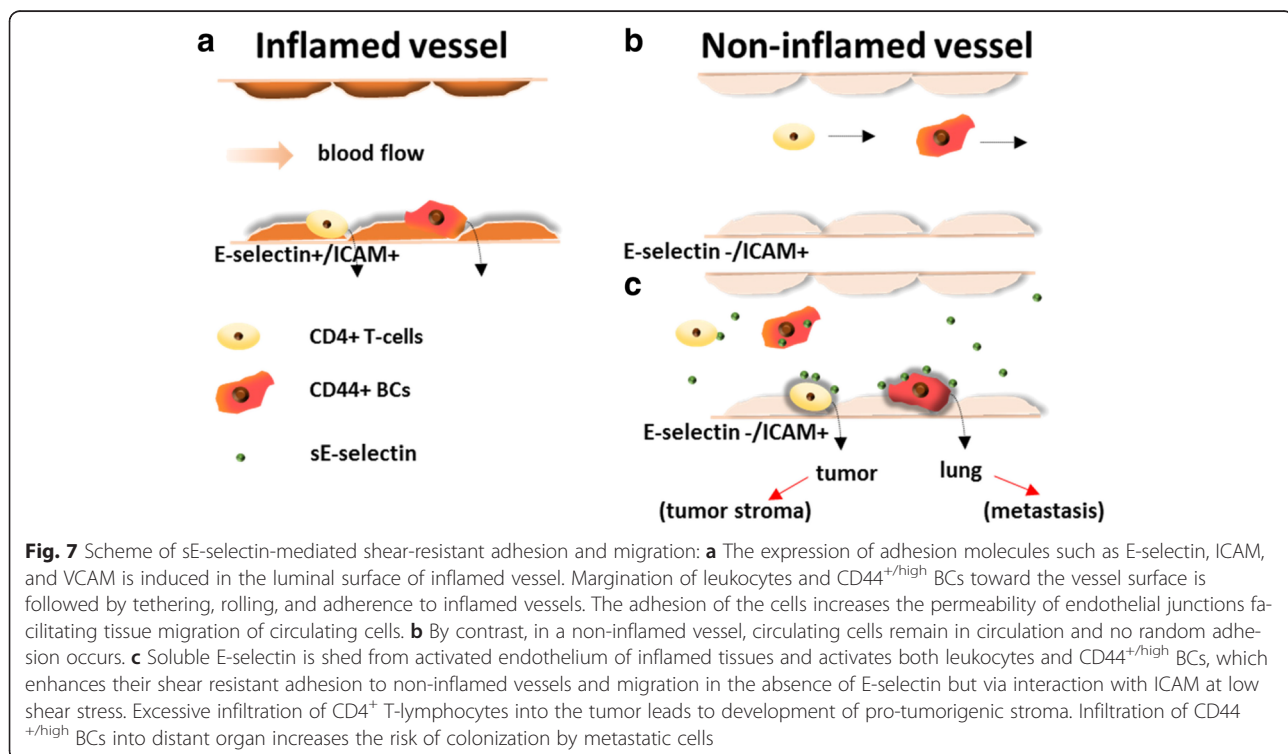 a Inflamed vessel
b Non-inflamed vessel
blood flow
E-selectin+/ICAM+
E-selectin -/ICAM+
c
CD4+ T-cells
CD44+ BCs
sE-selectin
E-selectin -/ICAM+
tumor
lung
(tumor stroma)
(metastasis)
Fig. 7 Scheme of sE-selectin-mediated shear-resistant adhesion and migration: a The expression of adhesion molecules such as E-selectin, ICAM,
and VCAM is induced in the luminal surface of inflamed vessel. Margination of leukocytes and CD44+/high BCs toward the vessel surface is
followed by tethering, rolling, and adherence to inflamed vessels. The adhesion of the cells increases the permeability of endothelial junctions fa-
cilitating tissue migration of circulating cells. b By contrast, in a non-inflamed vessel, circulating cells remain in circulation and no random adhe-
sion occurs. c Soluble E-selectin is shed from activated endothelium of inflamed tissues and activates both leukocytes and CD44+/high BCs, which
enhances their shear resistant adhesion to non-inflamed vessels and migration in the absence of E-selectin but via interaction with ICAM at low
shear stress. Excessive infiltration of CD4+ T-lymphocytes into the tumor leads to development of pro-tumorigenic stroma. Infiltration of CD44
+/high BCs into distant organ increases the risk of colonization by metastatic cells